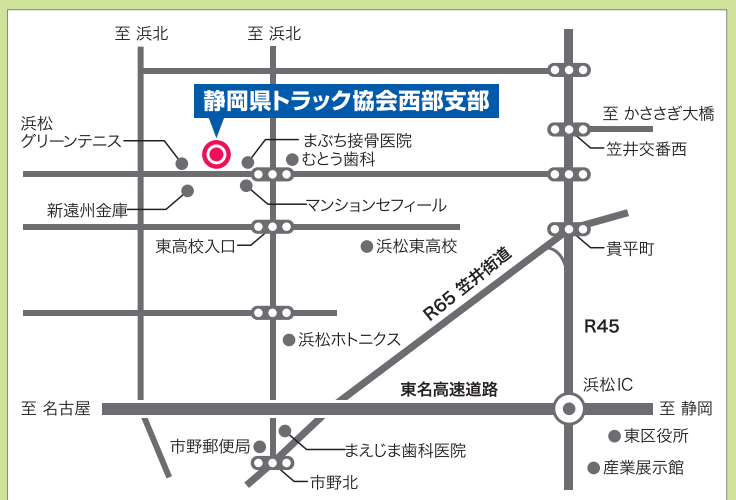 至 浜北
至 浜北
静岡県トラック協会西部支部
浜松
グリーンテニス
まぶち接骨医院
むとう歯科
至 かささぎ大橋
笠井交番西
新遠州金庫
マンションセフィール
東高校入口
浜松東高校
貴平町
R65 笠井街道
R45
浜松ホトニクス
東名高速道路
浜松IC
至 名古屋
至 静岡
東区役所
市野郵便局
まえじま歯科医院
産業展示館
市野北